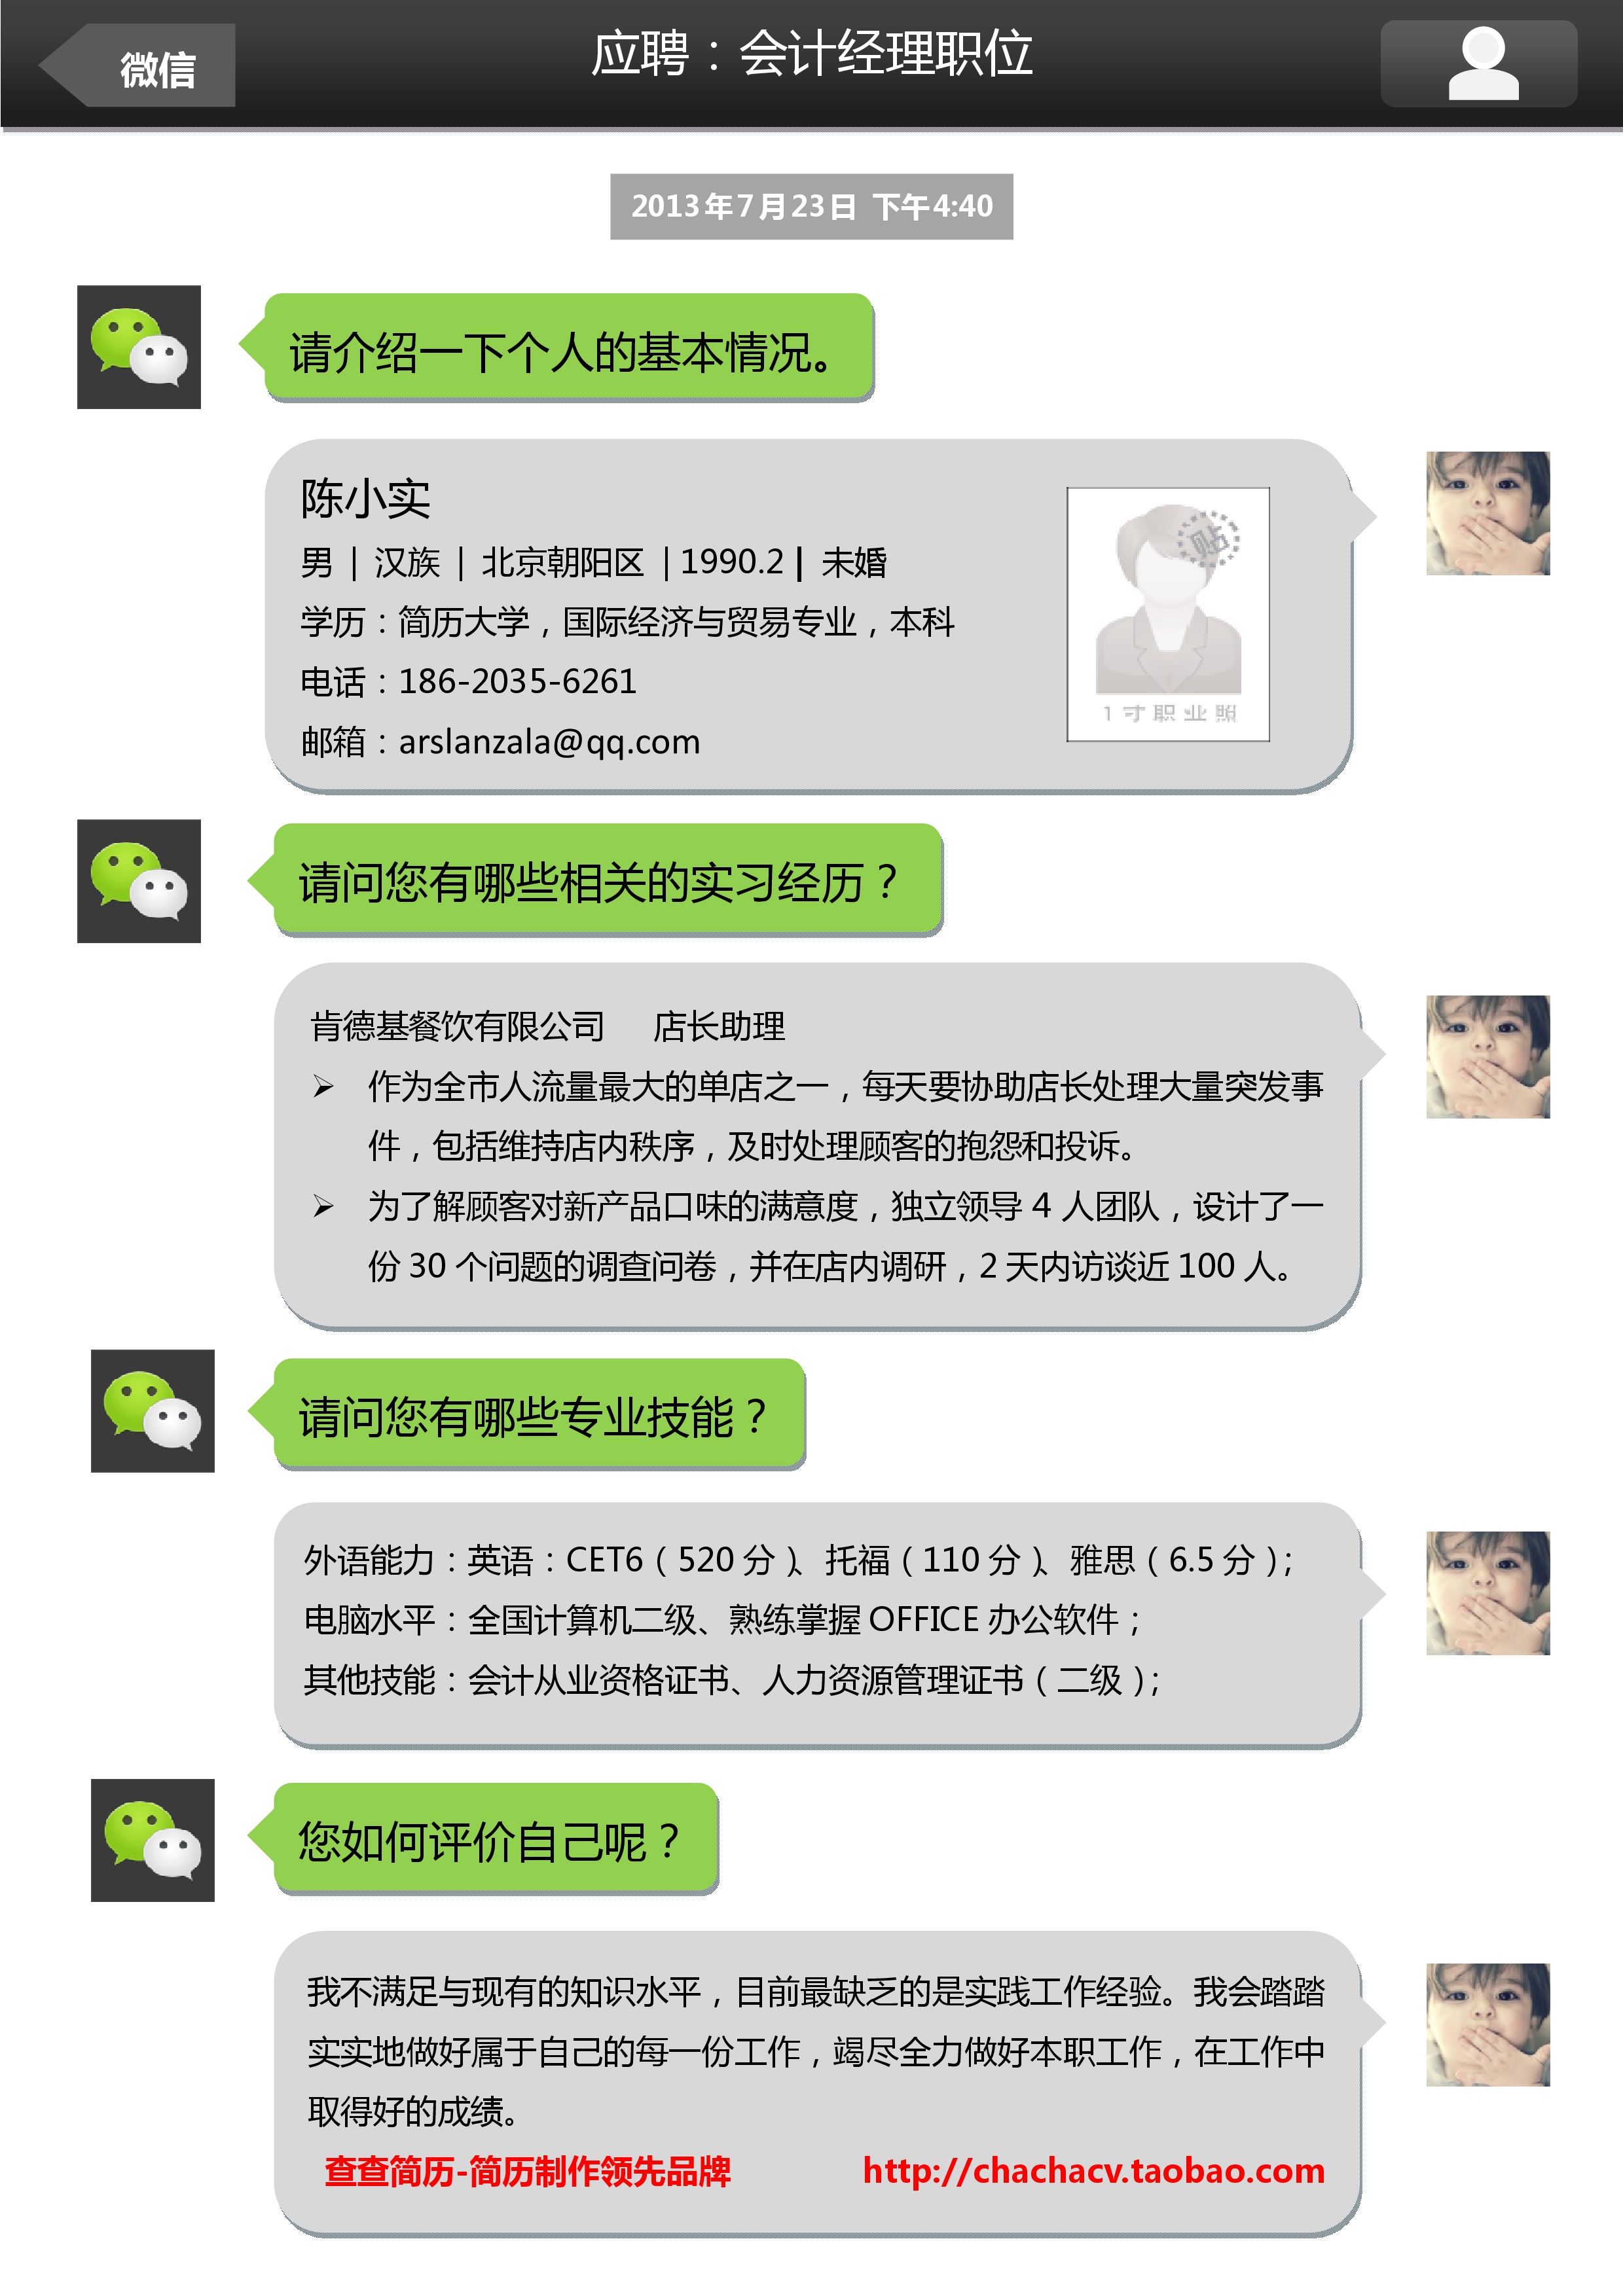 微信
应聘：会计经理职位
2013年7月23日 下午4:40
请介绍一下个人的基本情况。
陈小实
男 | 汉族 | 北京朝阳区 |1990.2 | 未婚
学历：简历大学，国际经济与贸易专业，本科
电话：186-2035-6261
邮箱：arslanzala@qq.com
贴
1寸职业照
请问您有哪些相关的实习经历？
肯德基餐饮有限公司 店长助理
作为全市人流量最大的单店之一，每天要协助店长处理大量突发事
件，包括维持店内秩序，及时处理顾客的抱怨和投诉。
为了解顾客对新产品口味的满意度，独立领导 4 人团队，设计了一
份 30 个问题的调查问卷，并在店内调研，2 天内访谈近 100 人。
请问您有哪些专业技能？
外语能力：英语：CET6（520 分）、托福（110 分）、雅思（6.5 分）；
电脑水平：全国计算机二级、熟练掌握 OFFICE 办公软件；
其他技能：会计从业资格证书、人力资源管理证书（二级）；
您如何评价自己呢？
我不满足与现有的知识水平，目前最缺乏的是实践工作经验。我会踏踏
实实地做好属于自己的每一份工作，竭尽全力做好本职工作，在工作中
取得好的成绩。
查查简历-简历制作领先品牌 http://chachacv.taobao.com